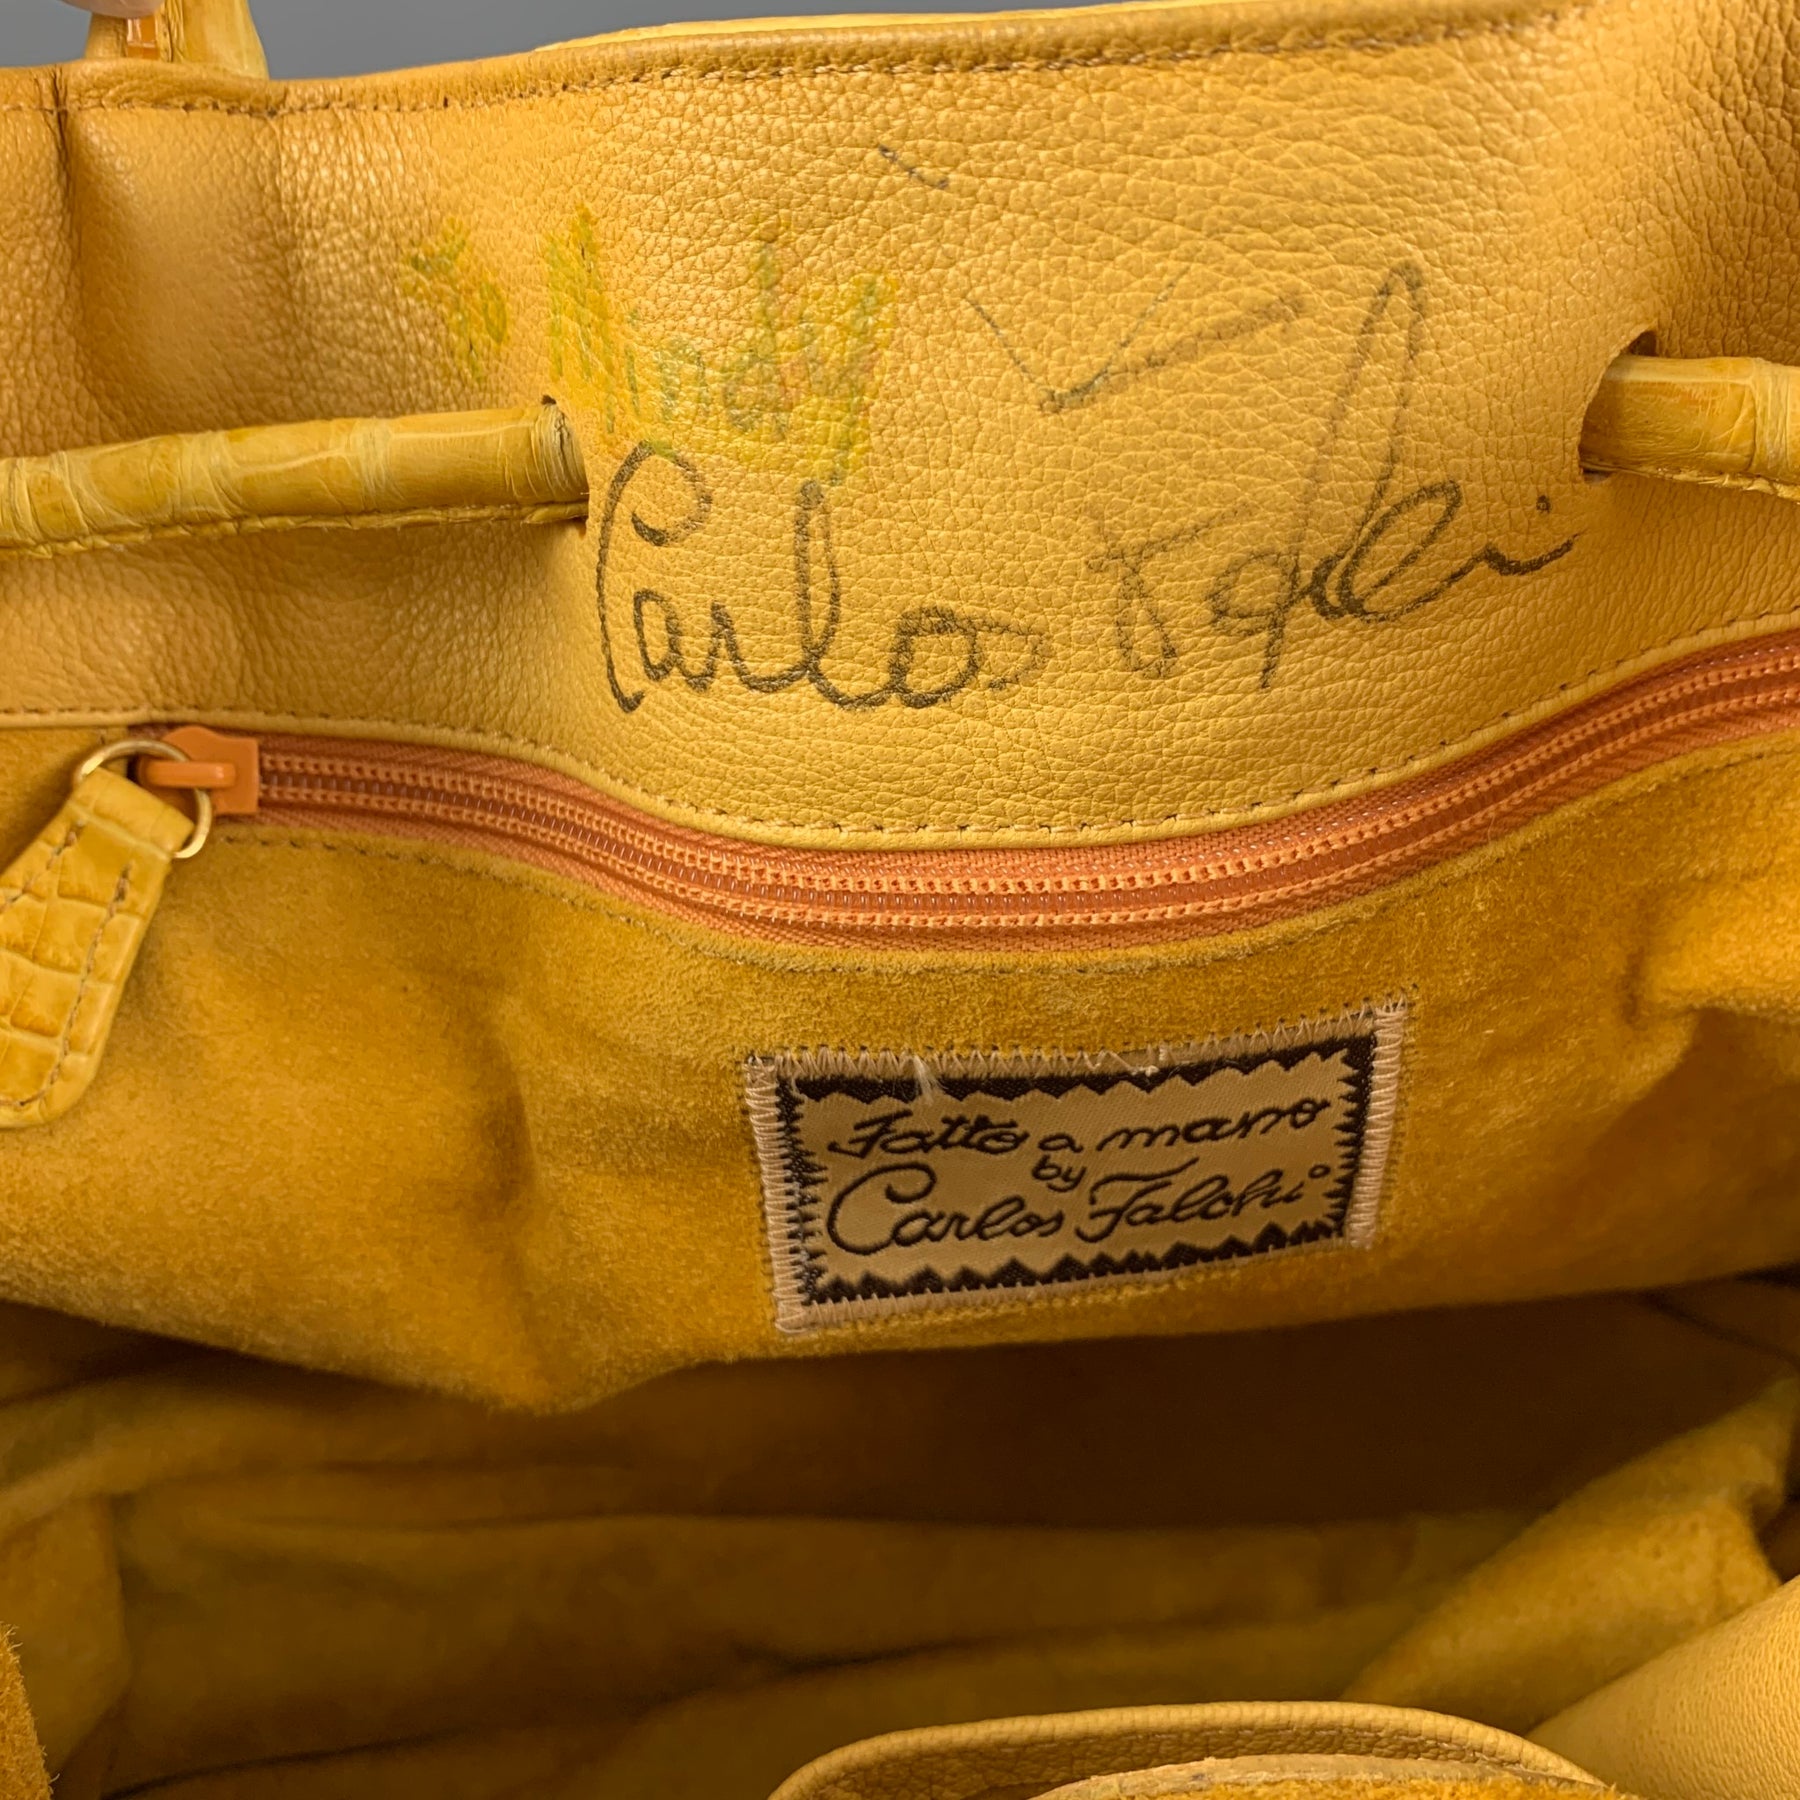 To Mindy
Carlos Falchi
Fatto a mano
by
Carlos Falchi